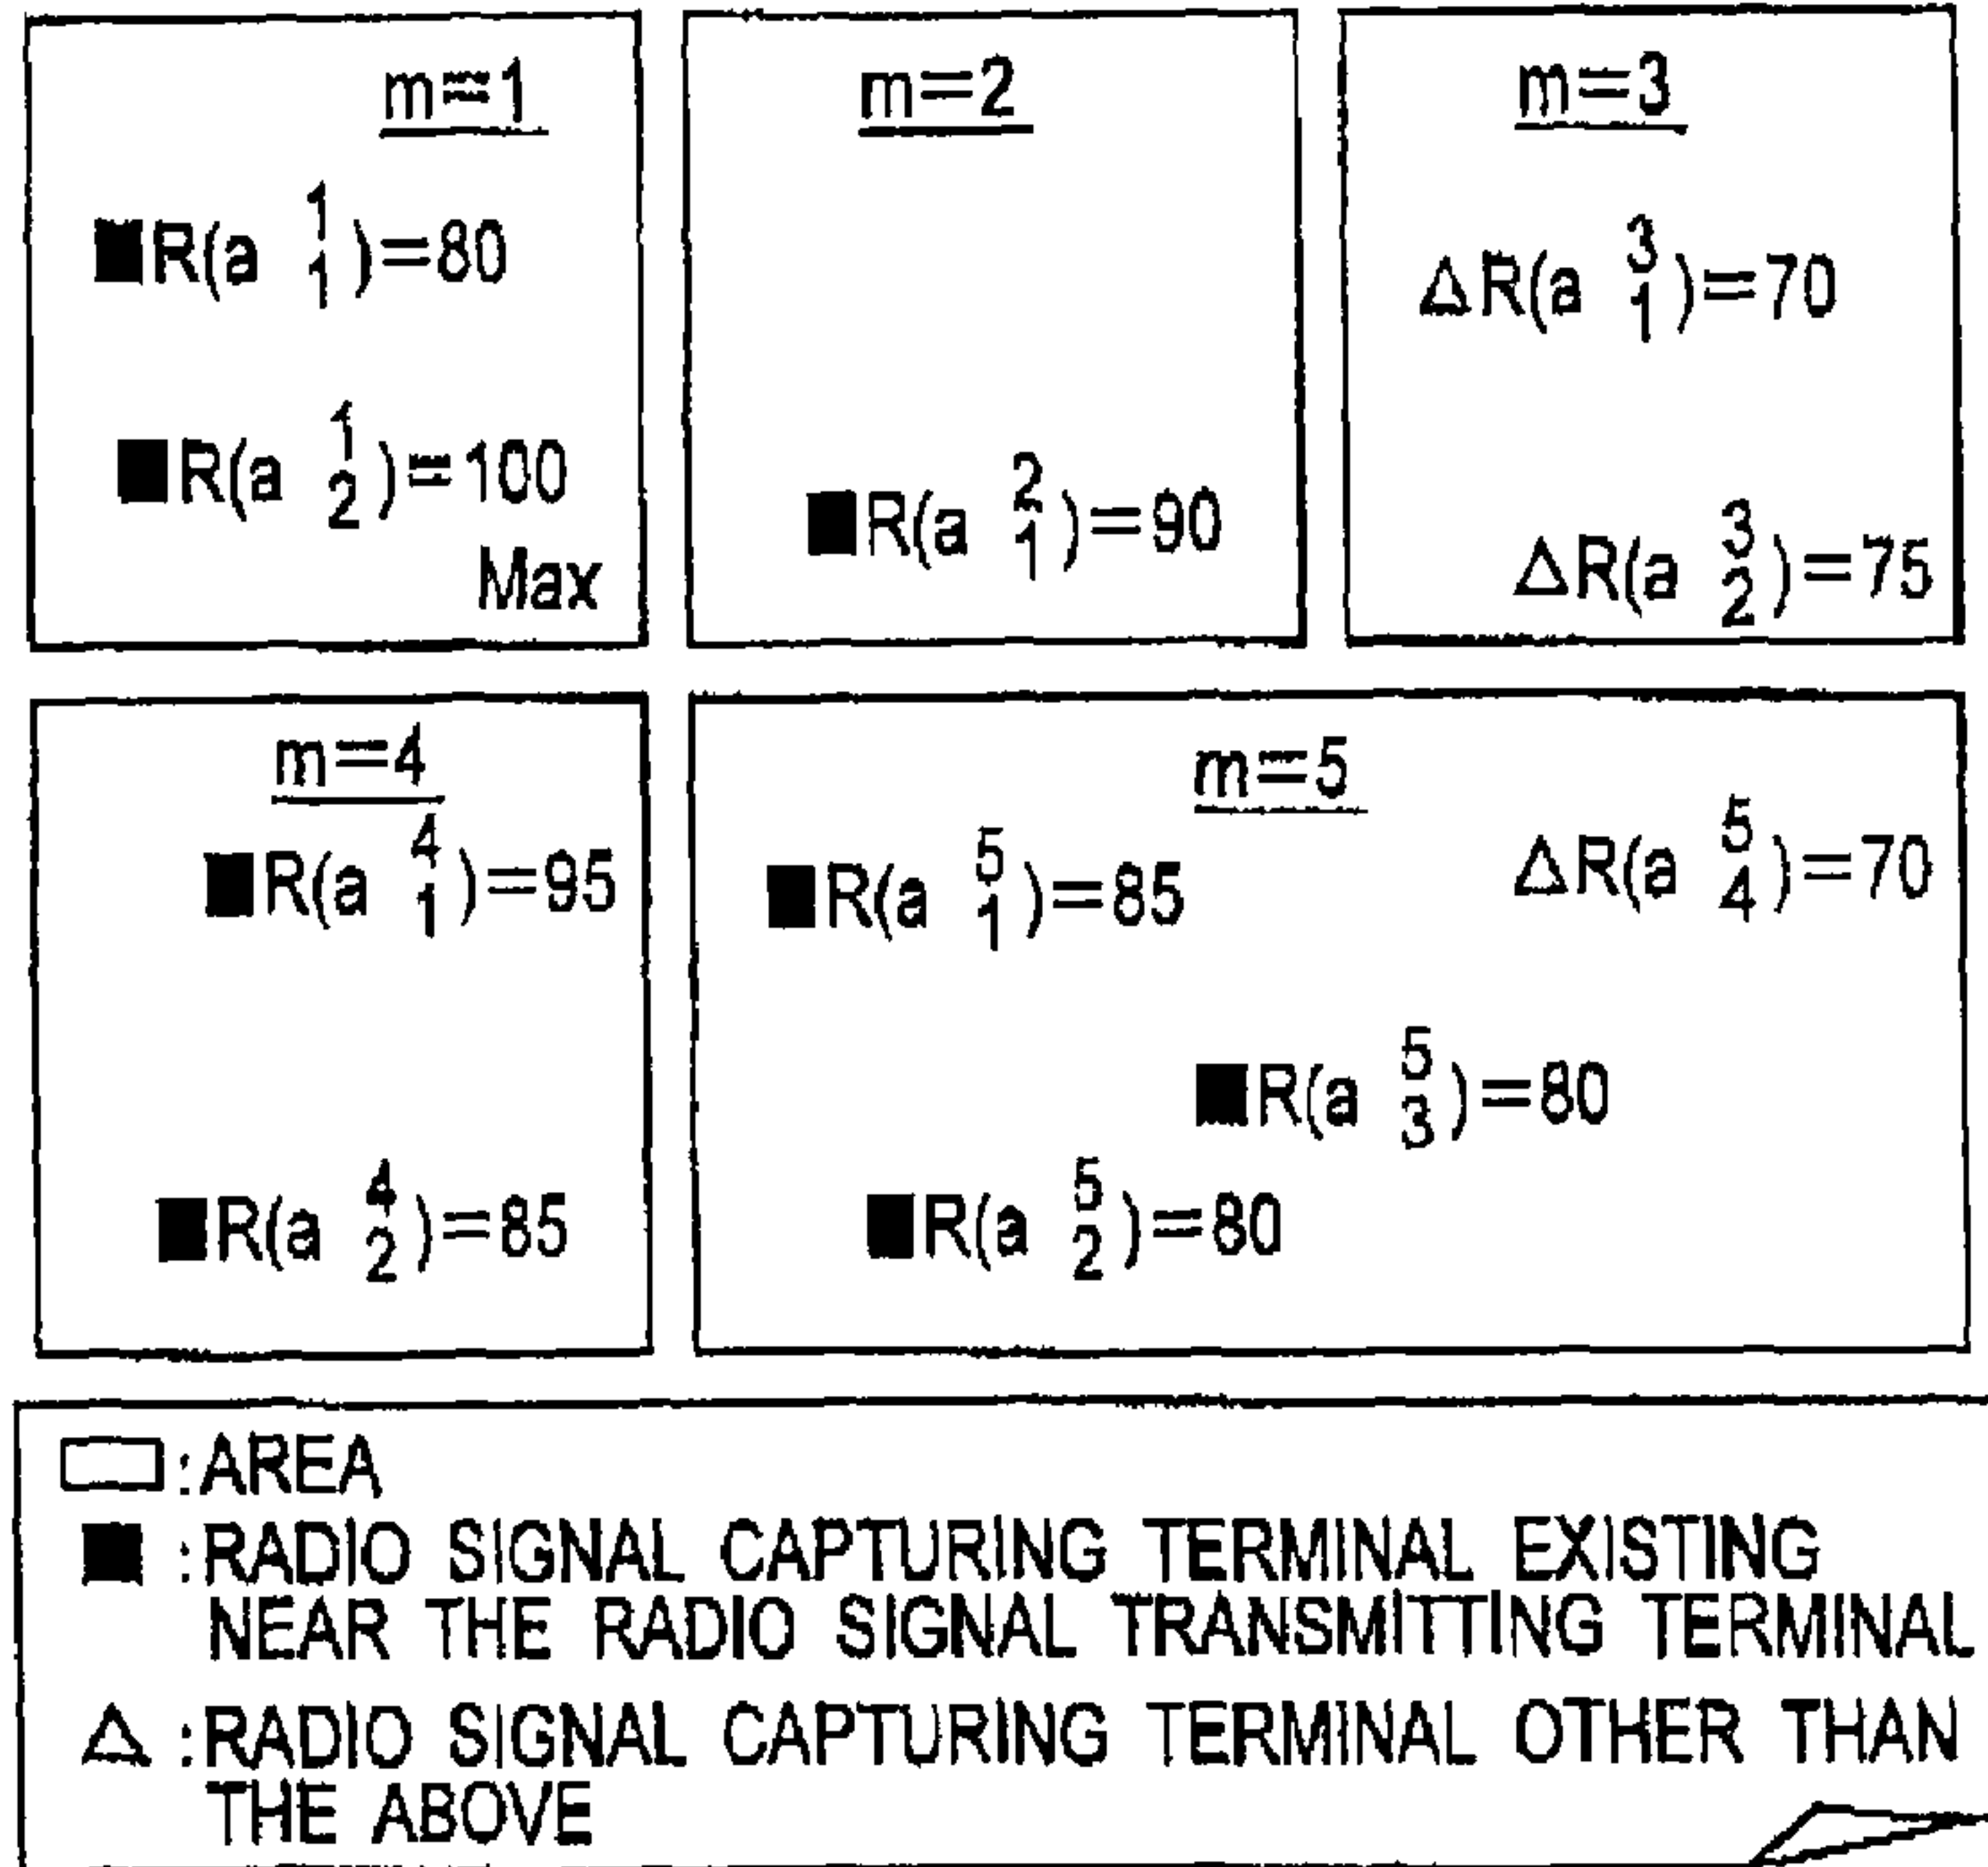 m=1
■R(a 1 1)=80
■R(a 1 2)=100
Max
m=2
■R(a 2 1)=90
m=3
△R(a 3 1)=70
△R(a 3 2)=75
m=4
■R(a 4 1)=95
■R(a 4 2)=85
m=5
■R(a 5 1)=85
△R(a 5 4)=70
■R(a 5 3)=80
■R(a 5 2)=80
:AREA
■ :RADIO SIGNAL CAPTURING TERMINAL EXISTING
NEAR THE RADIO SIGNAL TRANSMITTING TERMINAL
△ :RADIO SIGNAL CAPTURING TERMINAL OTHER THAN
THE ABOVE